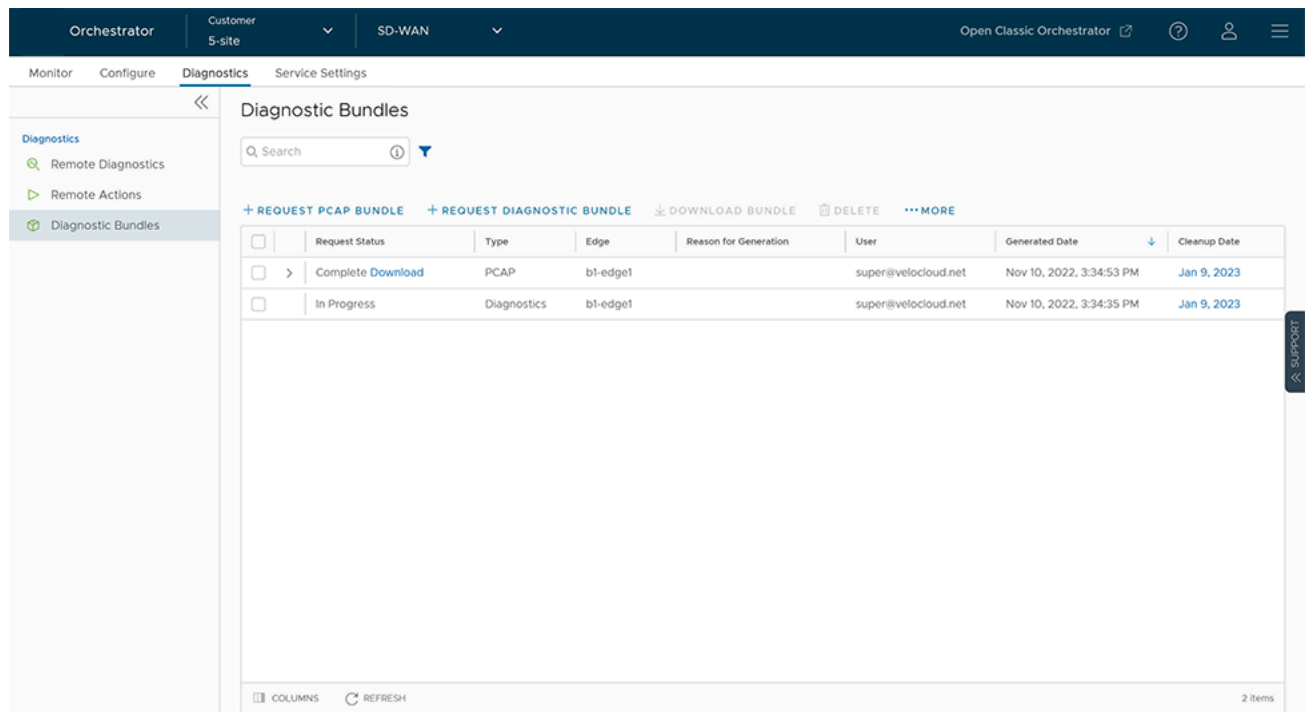 Orchestrator
Customer
5-site
SD-WAN
Open Classic Orchestrator
Monitor Configure Diagnostics Service Settings
Diagnostics
Remote Diagnostics
Remote Actions
Diagnostic Bundles
Diagnostic Bundles
Search
+ REQUEST PCAP BUNDLE + REQUEST DIAGNOSTIC BUNDLE DOWNLOAD BUNDLE DELETE ••• MORE
Request Status Type Edge Reason for Generation User Generated Date Cleanup Date
Complete Download PCAP b1-edge1 super@velocloud.net Nov 10, 2022, 3:34:53 PM Jan 9, 2023
In Progress Diagnostics b1-edge1 super@velocloud.net Nov 10, 2022, 3:34:35 PM Jan 9, 2023
SUPPORT
COLUMNS REFRESH 2 items